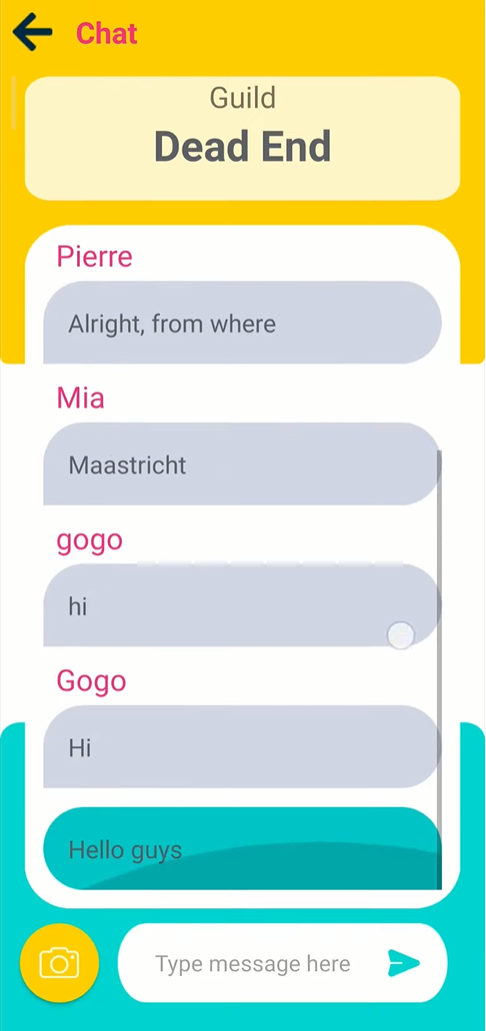 Chat
Guild
Dead End
Pierre
Alright, from where
Mia
Maastricht
gogo
hi
Gogo
Hi
Hello guys
Type message here